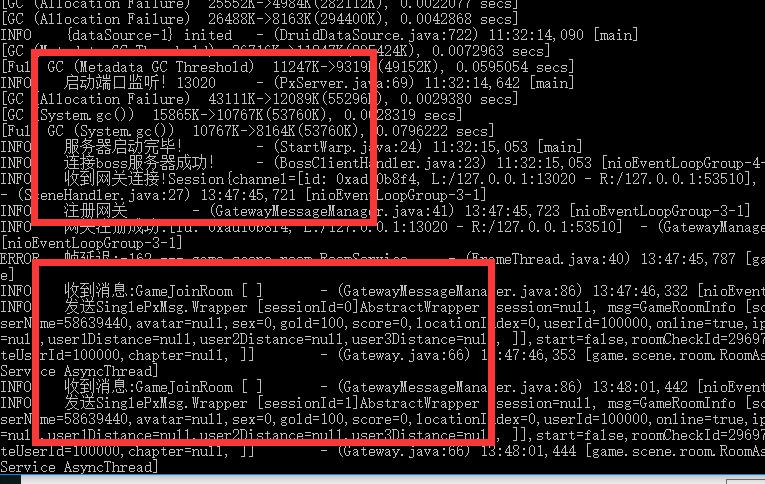 [GC (Allocation Failure)  25552K->4984K(282112K), 0.0022077 secs]
[GC (Allocation Failure)  26488K->8163K(294400K), 0.0042868 secs]
INFO    {dataSource-1} inited  - (DruidDataSource.java:722) 11:32:14,090 [main]
[GC (Metadata GC Threshold)
, 0.0072963 secs]
[Full GC (Metadata GC Threshold)  11247K->9319K(49152K), 0.0595054 secs]
INFO    启动端口监听! 13020      - (PxServer.java:69) 11:32:14,642 [main]
[GC (Allocation Failure)  43111K->12089K(55296K), 0.0029380 secs]
[GC (System.gc())  15865K->10767K(53760K), 0.0028319 secs]
[Full GC (System.gc())  10767K->8164K(53760K), 0.0796222 secs]
INFO    服务器启动完毕!          - (StartWarp.java:24) 11:32:15,053 [main]
INFO    连接boss服务器成功!      - (BossClientHandler.java:23) 11:32:15,053 [nioEventLoopGroup-4-
INFO    收到网关连接!Session{channel=[id: 0xad10b8f4, L:/127.0.0.1:13020 - R:/127.0.0.1:53510],
- (SceneHandler.java:27) 13:47:45,721 [nioEventLoopGroup-3-1]
INFO    注册网关         - (GatewayMessageManager.java:41) 13:47:45,723 [nioEventLoopGroup-3-1]
INFO    网关注册成功:[id: 0xad10b8f4, L:/127.0.0.1:13020 - R:/127.0.0.1:53510]  - (GatewayManage
[nioEventLoopGroup-3-1]
ERROR   帧延迟:-162 --- game.scene.room.RoomService     - (FrameThread.java:40) 13:47:45,787 [ga
e]
INFO    收到消息:GameJoinRoom [ ]        - (GatewayMessageManager.java:86) 13:47:46,332 [nioEven
INFO    发送SinglePxMsg.Wrapper [sessionId=0]AbstractWrapper [session=null, msg=GameRoomInfo [sc
serName=58639440,avatar=null,sex=0,gold=100,score=0,locationIndex=0,userId=100000,online=true,ip
=null,user1Distance=null,user2Distance=null,user3Distance=null, ]],start=false,roomCheckId=29697
teUserId=100000,chapter=null, ]]        - (Gateway.java:66) 13:47:46,353 [game.scene.room.RoomAs
Service AsyncThread]
INFO    收到消息:GameJoinRoom [ ]        - (GatewayMessageManager.java:86) 13:48:01,442 [nioEven
INFO    发送SinglePxMsg.Wrapper [sessionId=1]AbstractWrapper [session=null, msg=GameRoomInfo [sc
serName=58639440,avatar=null,sex=0,gold=100,score=0,locationIndex=0,userId=100000,online=true,ip
=null,user1Distance=null,user2Distance=null,user3Distance=null, ]],start=false,roomCheckId=29697
teUserId=100000,chapter=null, ]]        - (Gateway.java:66) 13:48:01,444 [game.scene.room.RoomAs
Service AsyncThread]